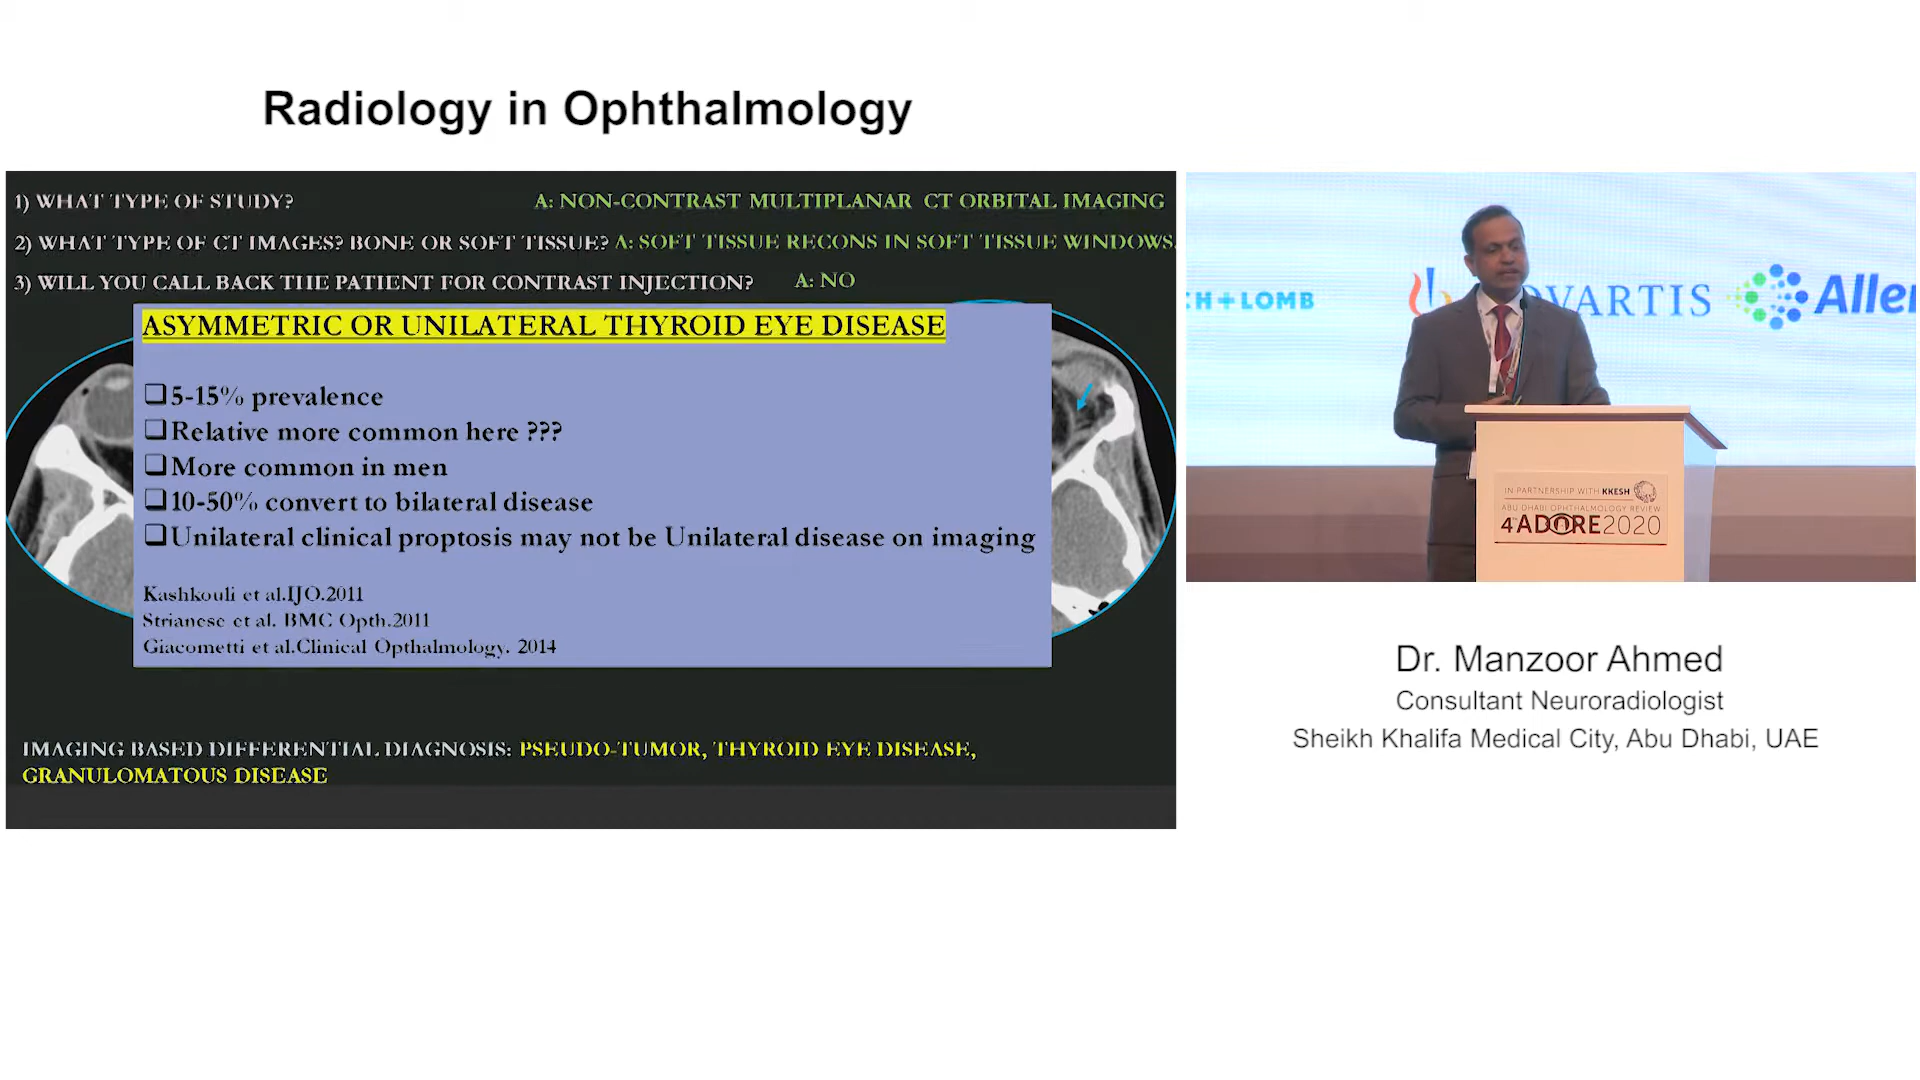 Radiology in Ophthalmology
1) WHAT TYPE OF STUDY? A: NON-CONTRAST MULTIPLANAR CT ORBITAL IMAGING
2) WHAT TYPE OF CT IMAGES? BONE OR SOFT TISSUE? A: SOFT TISSUE RECONS IN SOFT TISSUE WINDOWS.
3) WILL YOU CALL BACK THE PATIENT FOR CONTRAST INJECTION? A: NO
ASYMMETRIC OR UNILATERAL THYROID EYE DISEASE
❑5-15% prevalence
❑Relative more common here ???
❑More common in men
❑10-50% convert to bilateral disease
❑Unilateral clinical proptosis may not be Unilateral disease on imaging
Kashkouli et al.IJO.2011
Strianese et al. BMC Opth.2011
Giacometti et al.Clinical Opthalmology. 2014
IMAGING BASED DIFFERENTIAL DIAGNOSIS: PSEUDO-TUMOR, THYROID EYE DISEASE,
GRANULOMATOUS DISEASE
CH+LOMB
OVARTIS
Aller
IN PARTNERSHIP WITH KKESH
ABU DHABI OPHTHALMOLOGY REVIEW
4TH ADORE2020
Dr. Manzoor Ahmed
Consultant Neuroradiologist
Sheikh Khalifa Medical City, Abu Dhabi, UAE